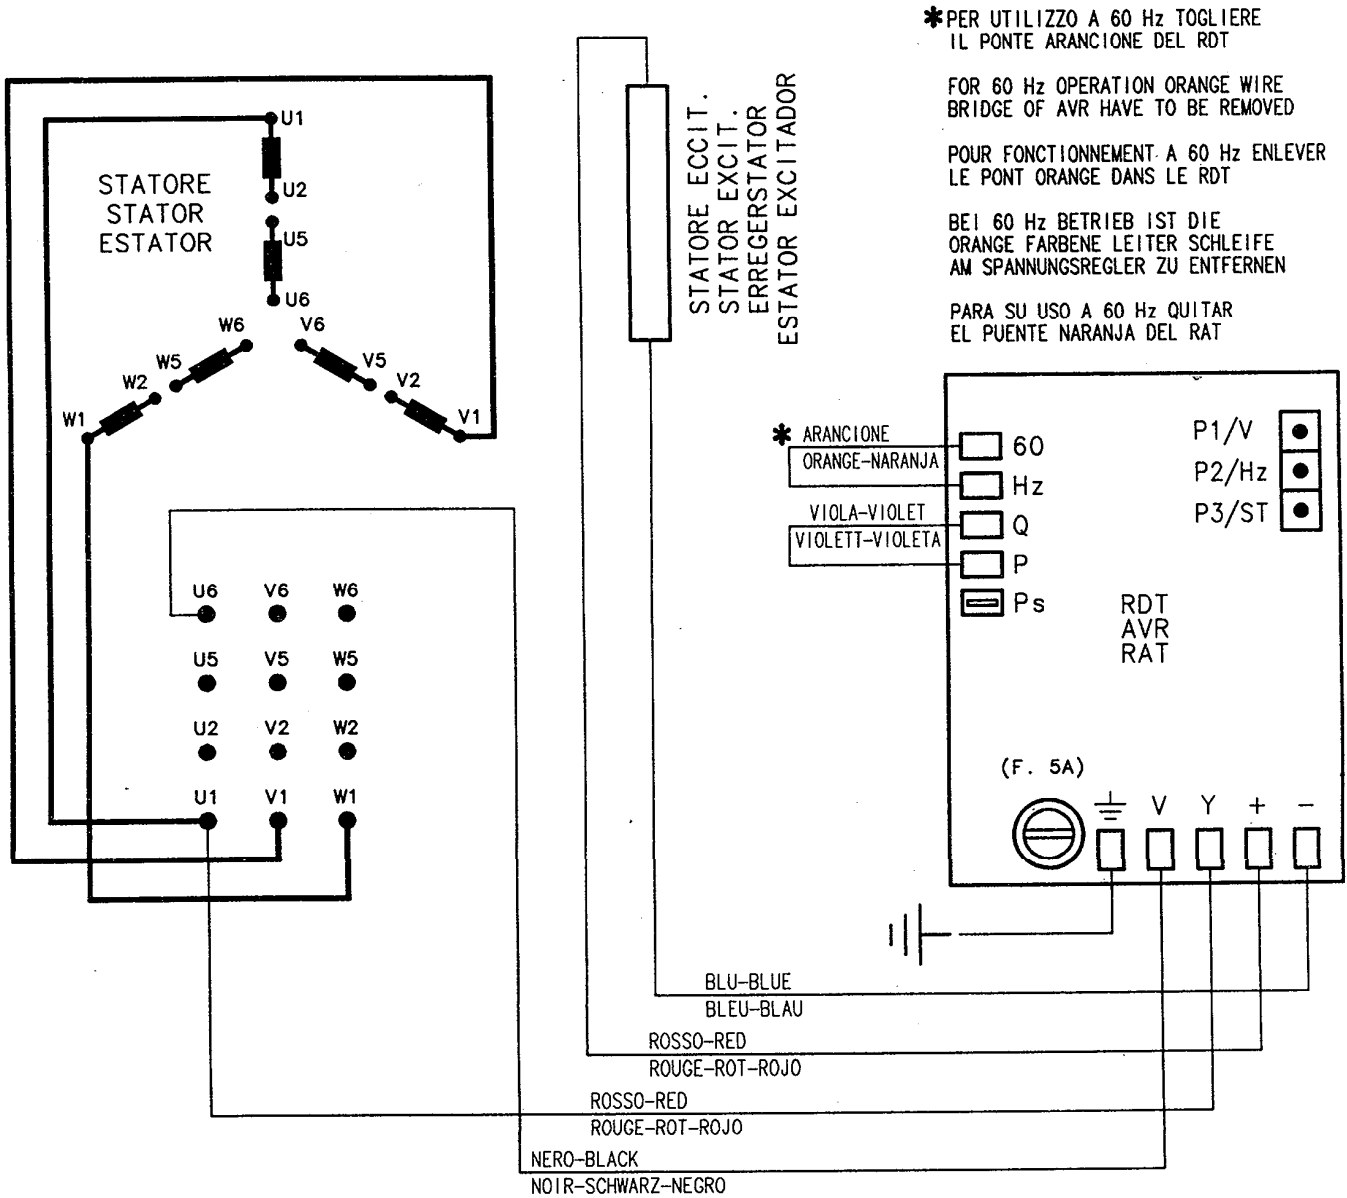 ✱PER UTILIZZO A 60 Hz TOGLIERE
IL PONTE ARANCIONE DEL RDT
FOR 60 Hz OPERATION ORANGE WIRE
BRIDGE OF AVR HAVE TO BE REMOVED
POUR FONCTIONNEMENT A 60 Hz ENLEVER
LE PONT ORANGE DANS LE RDT
BEI 60 Hz BETRIEB IST DIE
ORANGE FARBENE LEITER SCHLEIFE
AM SPANNUNGSREGLER ZU ENTFERNEN
PARA SU USO A 60 Hz QUITAR
EL PUENTE NARANJA DEL RAT
STATORE ECCIT.
STATOR EXCIT.
ERREGERSTATOR
ESTATOR EXCITADOR
STATORE
STATOR
ESTATOR
U1
U2
U5
U6
W6
V6
W5
V5
W2
V2
W1
V1
U6 V6 W6
U5 V5 W5
U2 V2 W2
U1 V1 W1
✱ ARANCIONE
ORANGE-NARANJA
VIOLA-VIOLET
VIOLETT-VIOLETA
60
Hz
Q
P
Ps
P1/V
P2/Hz
P3/ST
RDT
AVR
RAT
(F. 5A)
V Y + -
BLU-BLUE
BLEU-BLAU
ROSSO-RED
ROUGE-ROT-ROJO
ROSSO-RED
ROUGE-ROT-ROJO
NERO-BLACK
NOIR-SCHWARZ-NEGRO